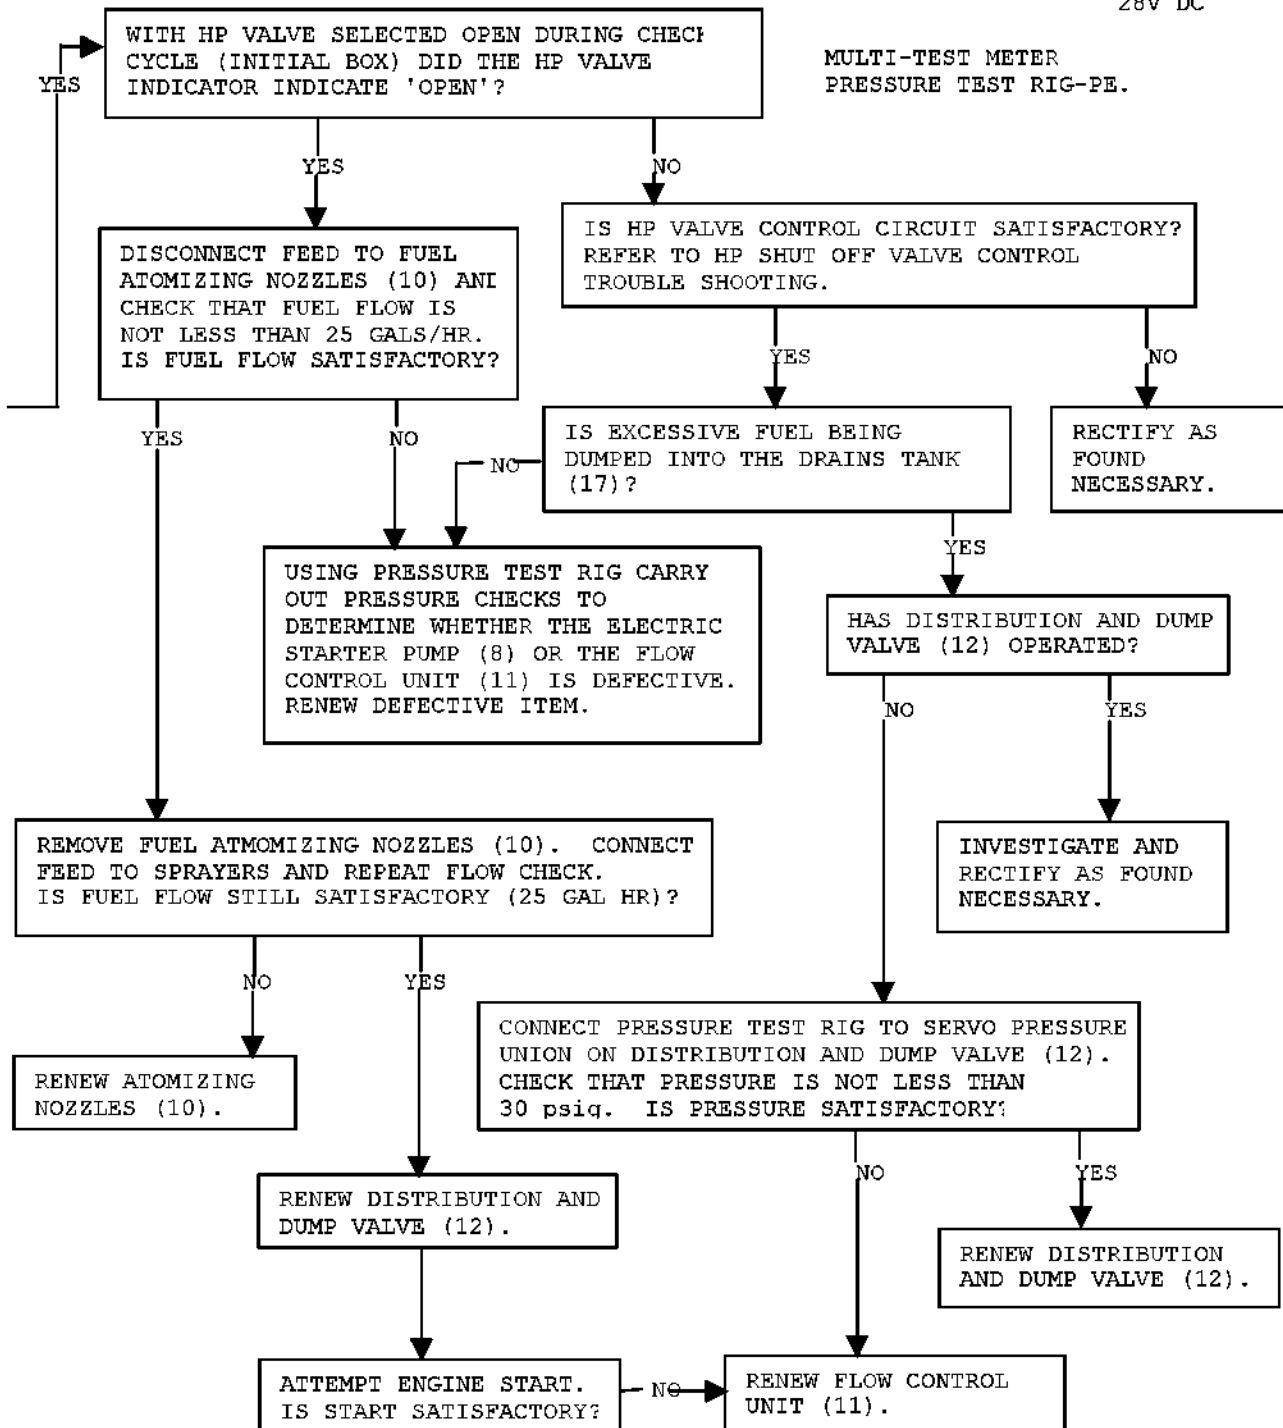 28V DC
MULTI-TEST METER
PRESSURE TEST RIG-PE.
YES
WITH HP VALVE SELECTED OPEN DURING CHECK
CYCLE (INITIAL BOX) DID THE HP VALVE
INDICATOR INDICATE 'OPEN'?
YES
NO
DISCONNECT FEED TO FUEL
ATOMIZING NOZZLES (10) AND
CHECK THAT FUEL FLOW IS
NOT LESS THAN 25 GALS/HR.
IS FUEL FLOW SATISFACTORY?
IS HP VALVE CONTROL CIRCUIT SATISFACTORY?
REFER TO HP SHUT OFF VALVE CONTROL
TROUBLE SHOOTING.
YES
NO
YES
NO
IS EXCESSIVE FUEL BEING
DUMPED INTO THE DRAINS TANK
(17)?
NO
RECTIFY AS
FOUND
NECESSARY.
YES
USING PRESSURE TEST RIG CARRY
OUT PRESSURE CHECKS TO
DETERMINE WHETHER THE ELECTRIC
STARTER PUMP (8) OR THE FLOW
CONTROL UNIT (11) IS DEFECTIVE.
RENEW DEFECTIVE ITEM.
HAS DISTRIBUTION AND DUMP
VALVE (12) OPERATED?
NO
YES
REMOVE FUEL ATMOMIZING NOZZLES (10). CONNECT
FEED TO SPRAYERS AND REPEAT FLOW CHECK.
IS FUEL FLOW STILL SATISFACTORY (25 GAL HR)?
INVESTIGATE AND
RECTIFY AS FOUND
NECESSARY.
NO
YES
CONNECT PRESSURE TEST RIG TO SERVO PRESSURE
UNION ON DISTRIBUTION AND DUMP VALVE (12).
CHECK THAT PRESSURE IS NOT LESS THAN
30 psig. IS PRESSURE SATISFACTORY?
RENEW ATOMIZING
NOZZLES (10).
NO
YES
RENEW DISTRIBUTION AND
DUMP VALVE (12).
RENEW DISTRIBUTION
AND DUMP VALVE (12).
ATTEMPT ENGINE START.
IS START SATISFACTORY?
NO
RENEW FLOW CONTROL
UNIT (11).